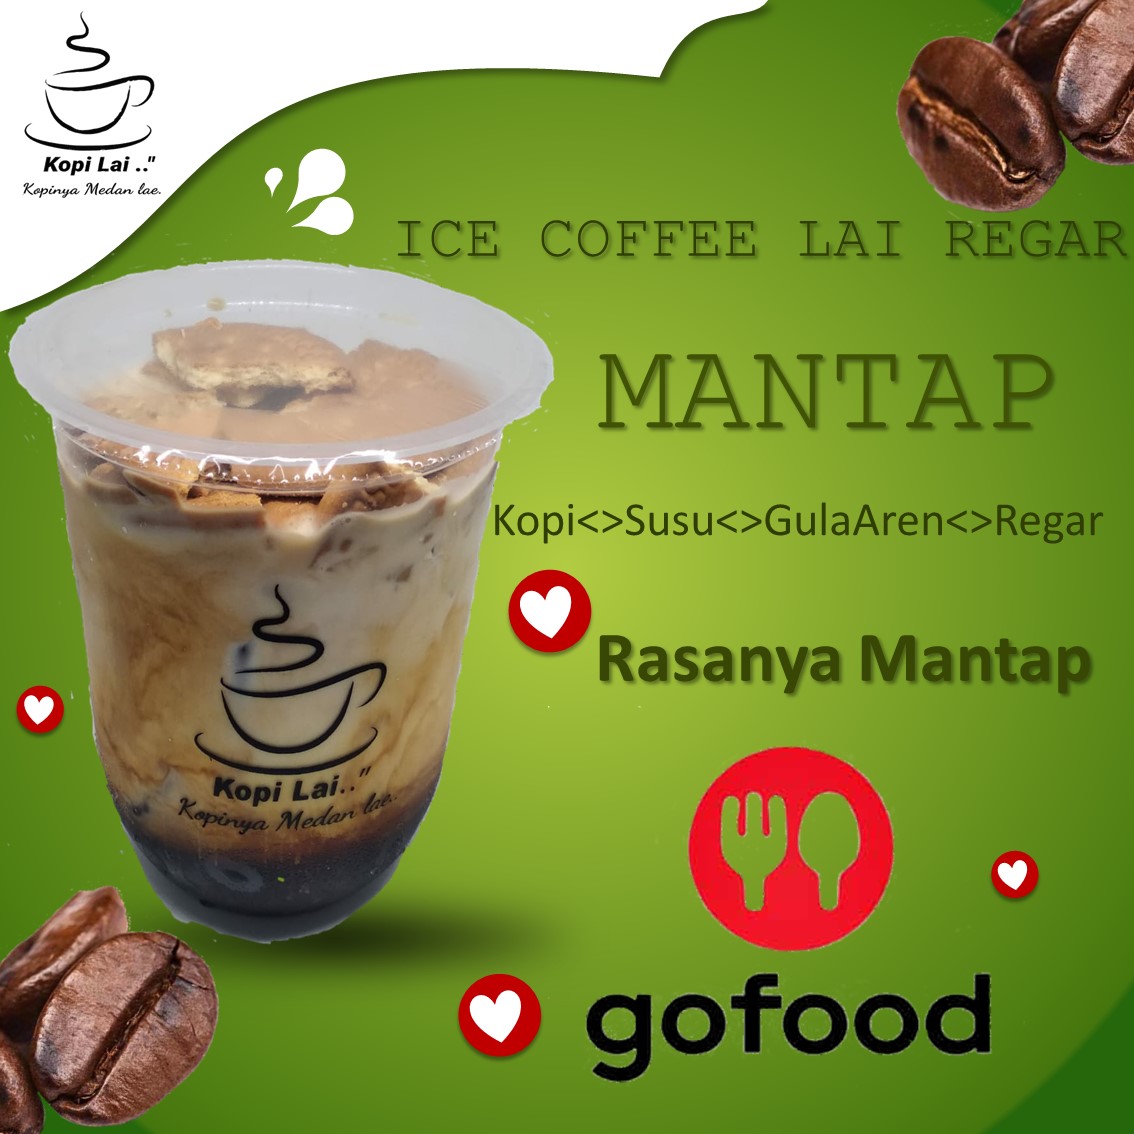 Kopi Lai .."
Kopinya Medan lae.
ICE COFFEE LAI REGAR
MANTAP
Kopi<>Susu<>GulaAren<>Regar
Rasanya Mantap
Kopi Lai.."
Kopinya Medan lae..
gofood